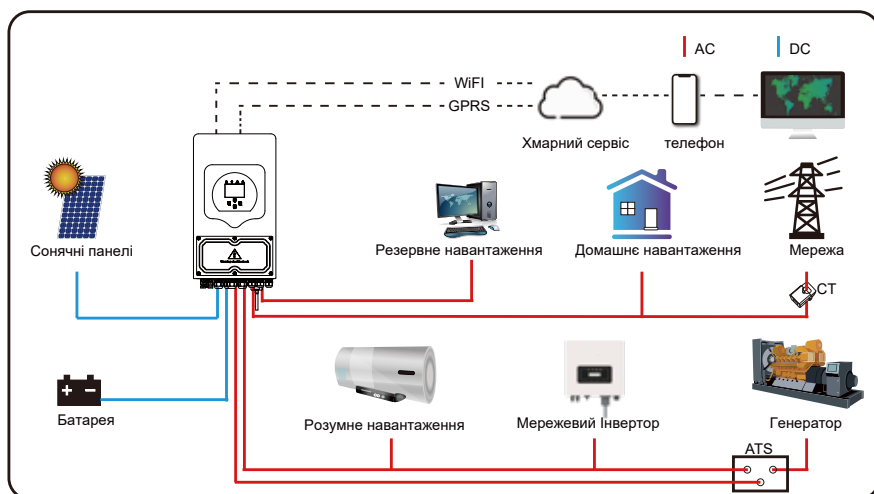 AC
DC
WiFI
GPRS
Хмарний сервіс
телефон
Сонячні панелі
Резервне навантаження
Домашнє навантаження
Мережа
CT
Батарея
Розумне навантаження
Мережевий Інвертор
Генератор
ATS